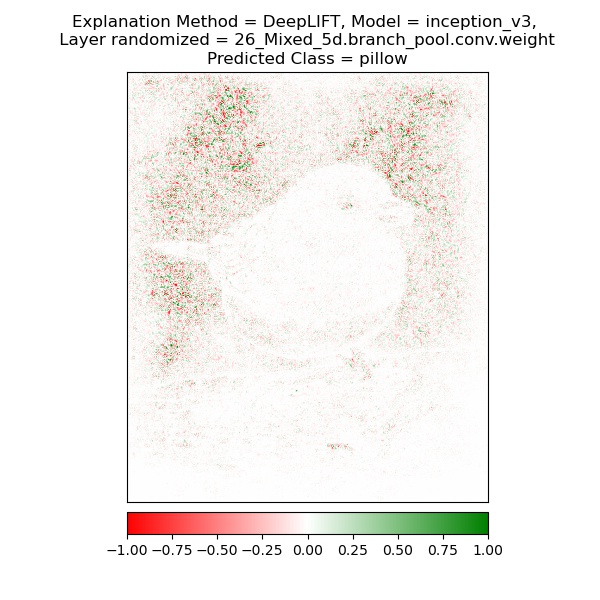 Explanation Method = DeepLIFT, Model = inception_v3,
Layer randomized = 26_Mixed_5d.branch_pool.conv.weight
Predicted Class = pillow
−1.00 −0.75 −0.50 −0.25 0.00 0.25 0.50 0.75 1.00